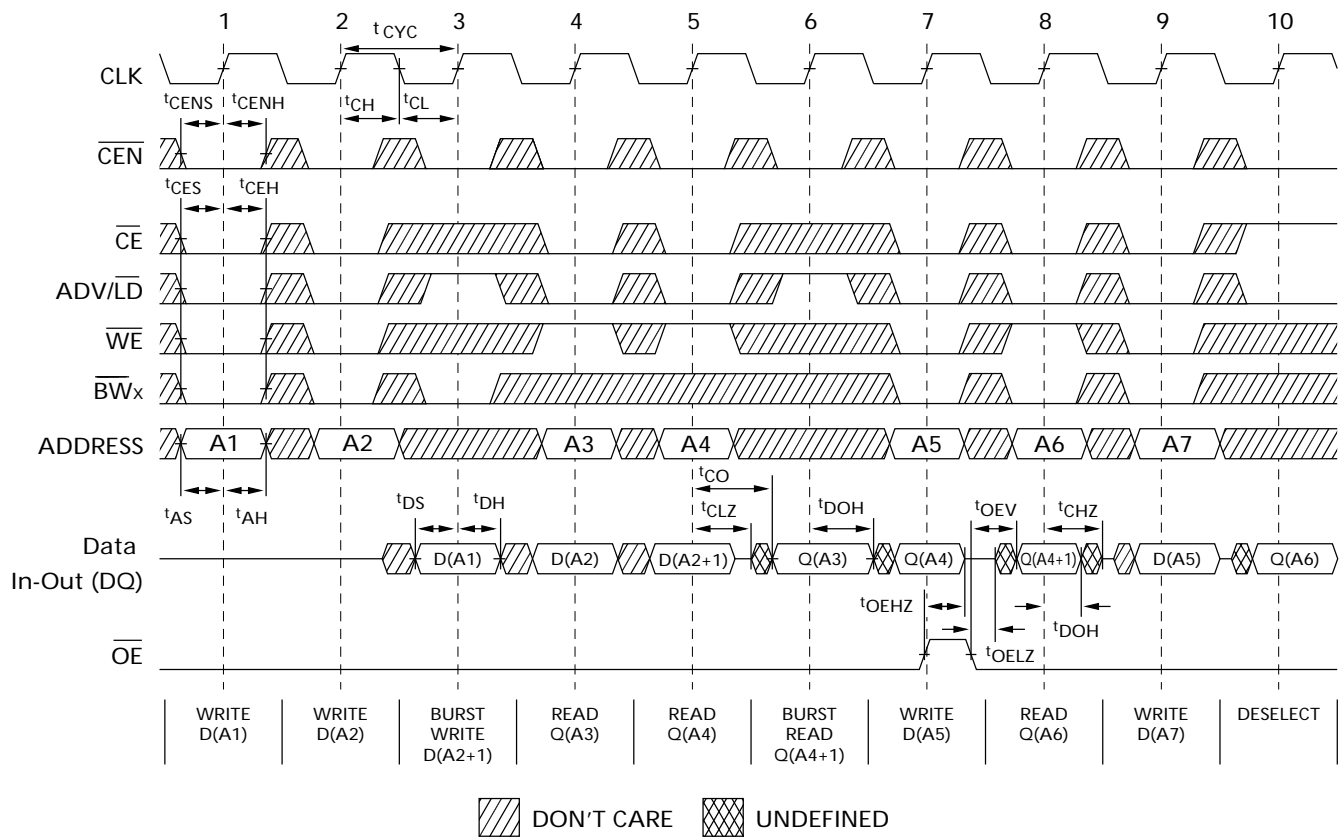 1 2 3 4 5 6 7 8 9 10
tCYC
CLK
tCENS tCENH tCH tCL
CEN
tCES tCEH
CE
ADV/LD
WE
BWx
ADDRESS A1 A2 A3 A4 A5 A6 A7
tCO
tAS tAH tDS tDH tCLZ tDOH tOEV tCHZ
Data
In-Out (DQ)
D(A1) D(A2) D(A2+1) Q(A3) Q(A4) Q(A4+1) D(A5) Q(A6)
tOEHZ tDOH
tOELZ
OE
WRITE
D(A1)
WRITE
D(A2)
BURST
WRITE
D(A2+1)
READ
Q(A3)
READ
Q(A4)
BURST
READ
Q(A4+1)
WRITE
D(A5)
READ
Q(A6)
WRITE
D(A7)
DESELECT
DON'T CARE UNDEFINED